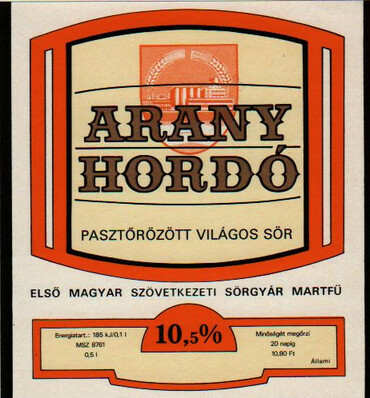 ARANY
HORDÓ
PASZTŐRÖZÖTT VILÁGOS SÖR
ELSŐ MAGYAR SZÖVETKEZETI SÖRGYÁR MARTFŰ
Energiatart.: 185 kJ/0,1 l
MSZ 8761
0,5 l
10,5%
Minőségét megőrzi
20 napig
10,80 Ft
Állami